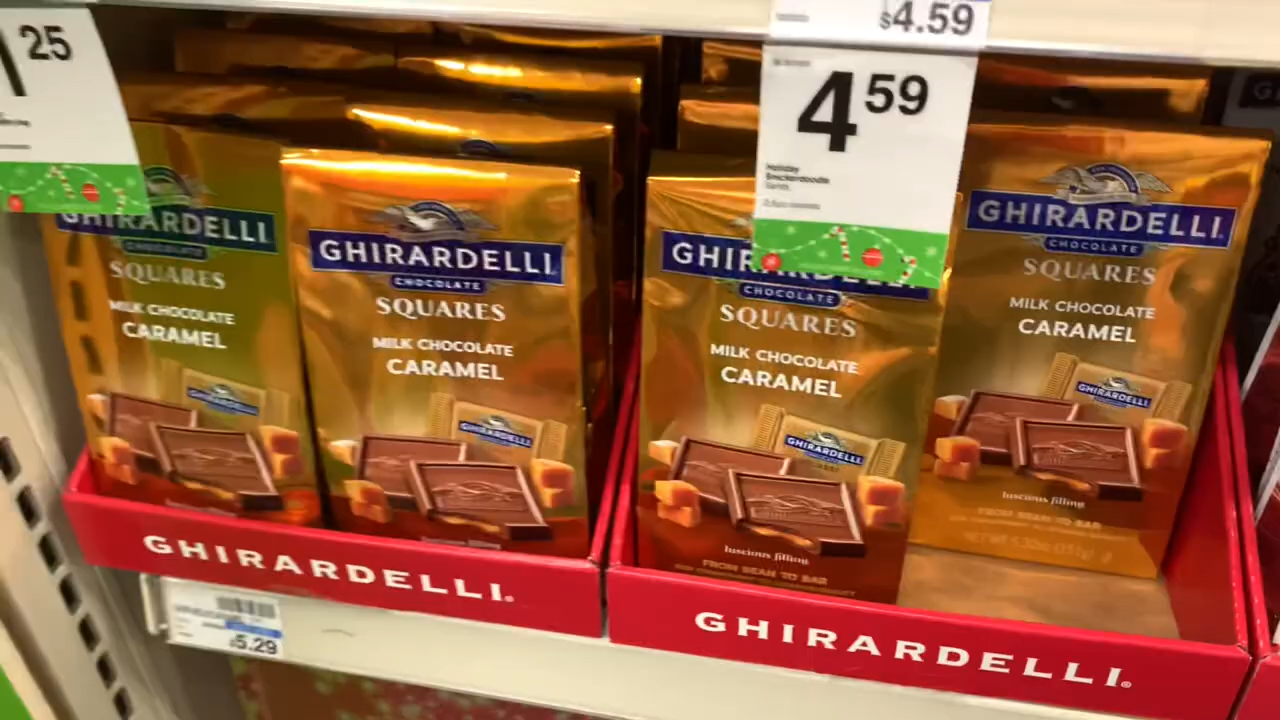 $4.59
25
4 59
Holiday
Snickerdoodle
GHIRARDELLI
CHOCOLATE
SQUARES
MILK CHOCOLATE
CARAMEL
GHIRARDELLI
CHOCOLATE
SQUARES
MILK CHOCOLATE
CARAMEL
GHIRARDELLI
GHIRARDELLI
CHOCOLATE
SQUARES
MILK CHOCOLATE
CARAMEL
GHIRARDELLI
luscious filling
FROM BEAN TO BAR
GHIRARDELLI
CHOCOLATE
SQUARES
MILK CHOCOLATE
CARAMEL
GHIRARDELLI
luscious filling
FROM BEAN TO BAR
GHIRARDELLI
GHIRARDELLI
$5.29